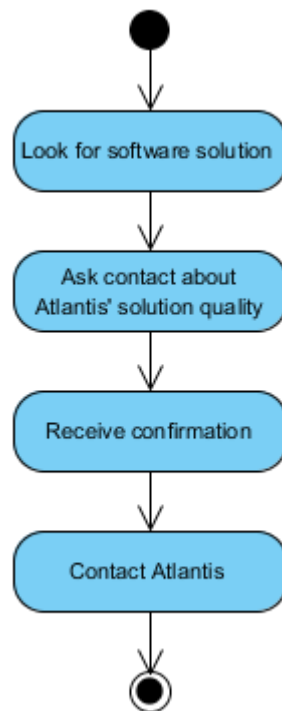 Look for software solution
Ask contact about
Atlantis' solution quality
Receive confirmation
Contact Atlantis